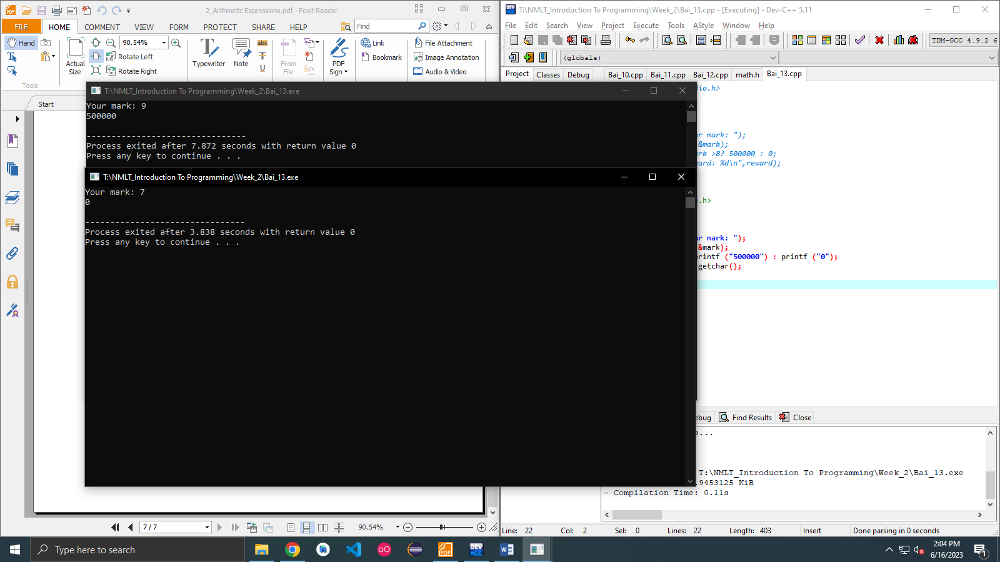 2_Arithmetic Expressions.pdf - Foxit Reader
FILE HOME COMMENT VIEW FORM PROTECT SHARE HELP Find
Hand 90.54%
Rotate Left
Rotate Right
Actual Size
Tools
Typewriter Note
From File
PDF Sign
Link
Bookmark
File Attachment
Image Annotation
Audio & Video
Start
7 / 7 90.54%
T:\NMLT_Introduction To Programming\Week_2\Bai_13.exe
Your mark: 9
500000
--------------------------------
Process exited after 7.872 seconds with return value 0
Press any key to continue . . .
T:\NMLT_Introduction To Programming\Week_2\Bai_13.exe
Your mark: 7
0
--------------------------------
Process exited after 3.838 seconds with return value 0
Press any key to continue . . .
T:\NMLT_Introduction To Programming\Week_2\Bai_13.cpp - [Executing] - Dev-C++ 5.11
File Edit Search View Project Execute Tools AStyle Window Help
TDM-GCC 4.9.2 6
(globals)
Project Classes Debug Bai_10.cpp Bai_11.cpp Bai_12.cpp math.h Bai_13.cpp
dio.h>
ur mark: ");
&mark);
ark >8? 500000 : 0;
ward: %d\n",reward);
o.h>
ur mark: ");
&mark);
printf ("500000") : printf ("0");
getchar();
ebug Find Results Close
s...
T:\NMLT_Introduction To Programming\Week_2\Bai_13.exe
.9453125 KiB
- Compilation Time: 0.11s
Line: 22 Col: 2 Sel: 0 Lines: 22 Length: 403 Insert Done parsing in 0 seconds
Type here to search
2:04 PM
6/16/2023
1